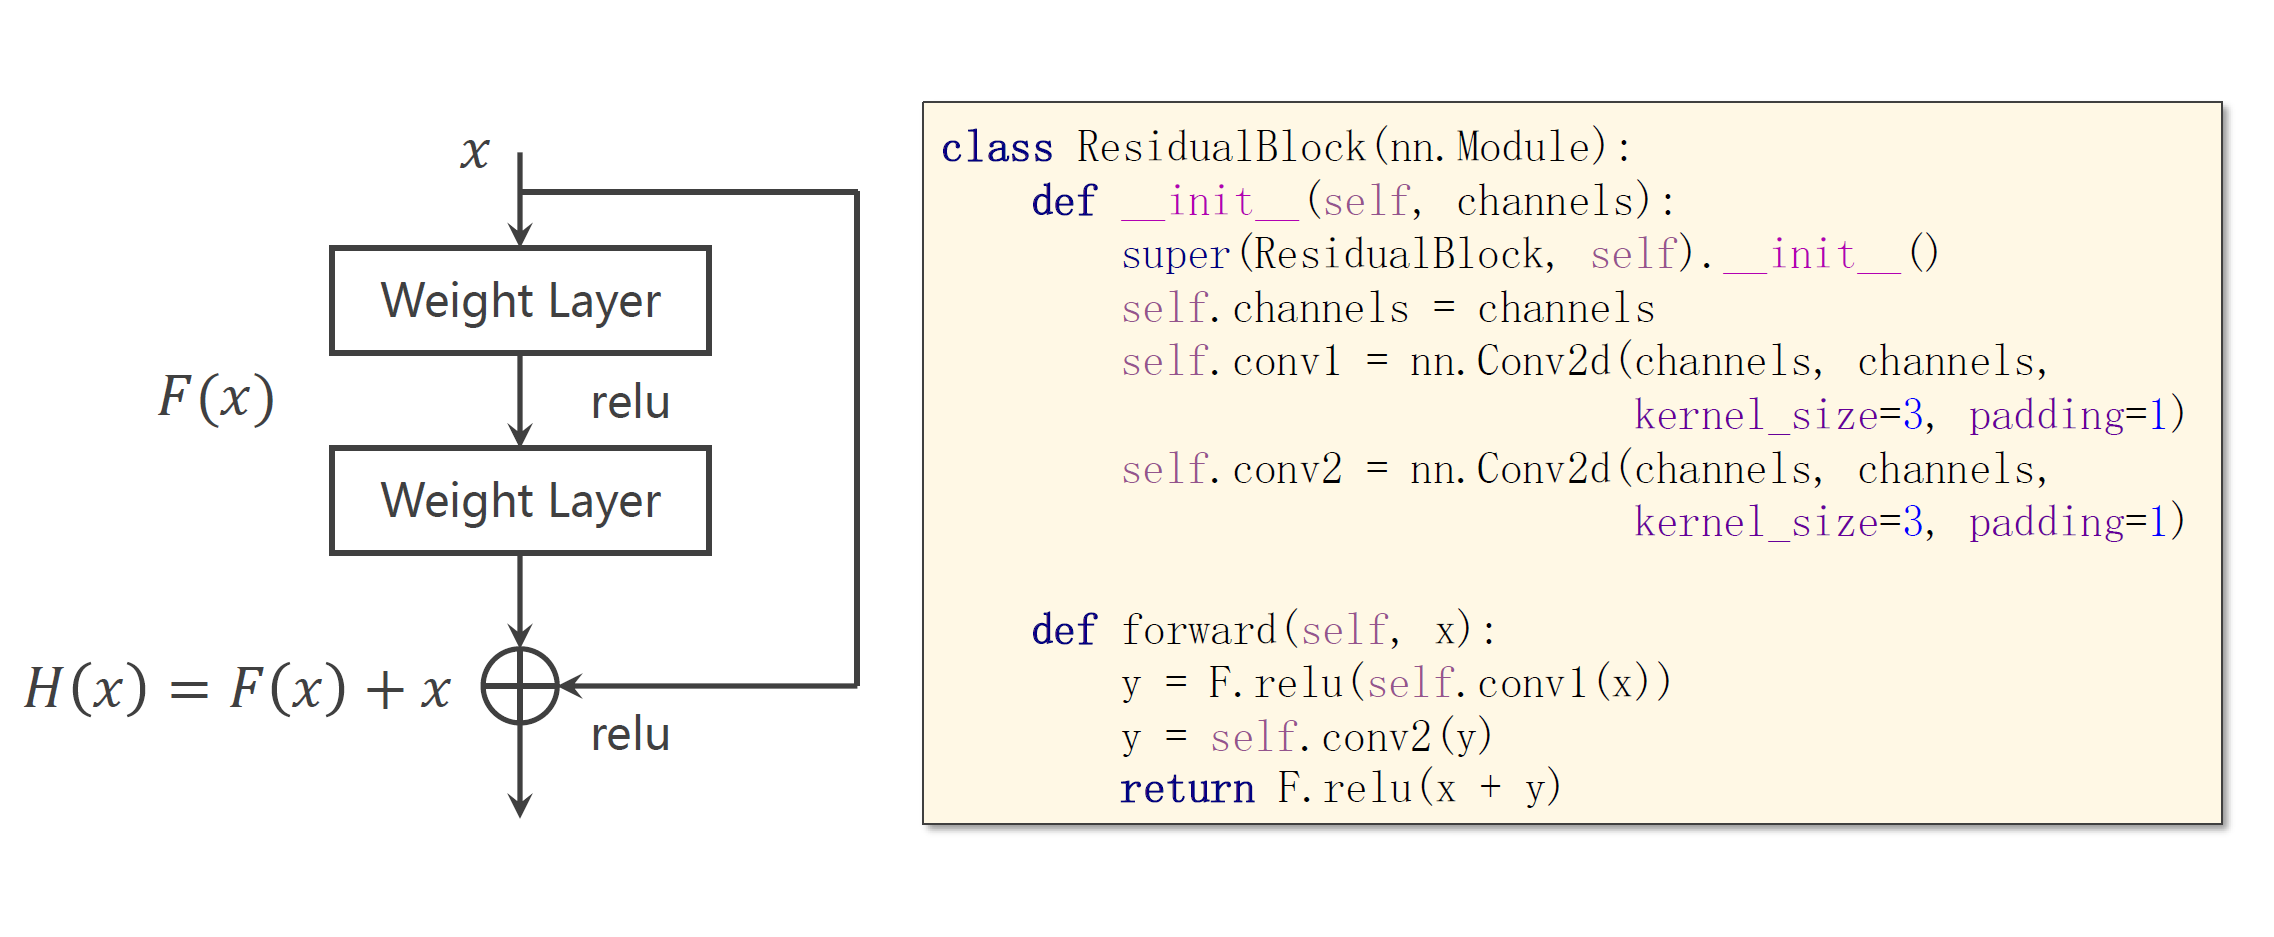 x
Weight Layer
F(x)
relu
Weight Layer
H(x) = F(x) + x
relu
class ResidualBlock(nn.Module):
    def __init__(self, channels):
        super(ResidualBlock, self).__init__()
        self.channels = channels
        self.conv1 = nn.Conv2d(channels, channels,
                               kernel_size=3, padding=1)
        self.conv2 = nn.Conv2d(channels, channels,
                               kernel_size=3, padding=1)
    def forward(self, x):
        y = F.relu(self.conv1(x))
        y = self.conv2(y)
        return F.relu(x + y)